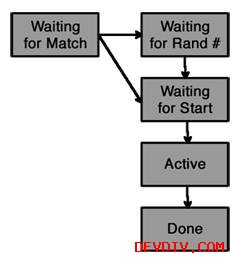 Waiting
for Match
Waiting
for Rand #
Waiting
for Start
Active
Done
DEVDIV.COM